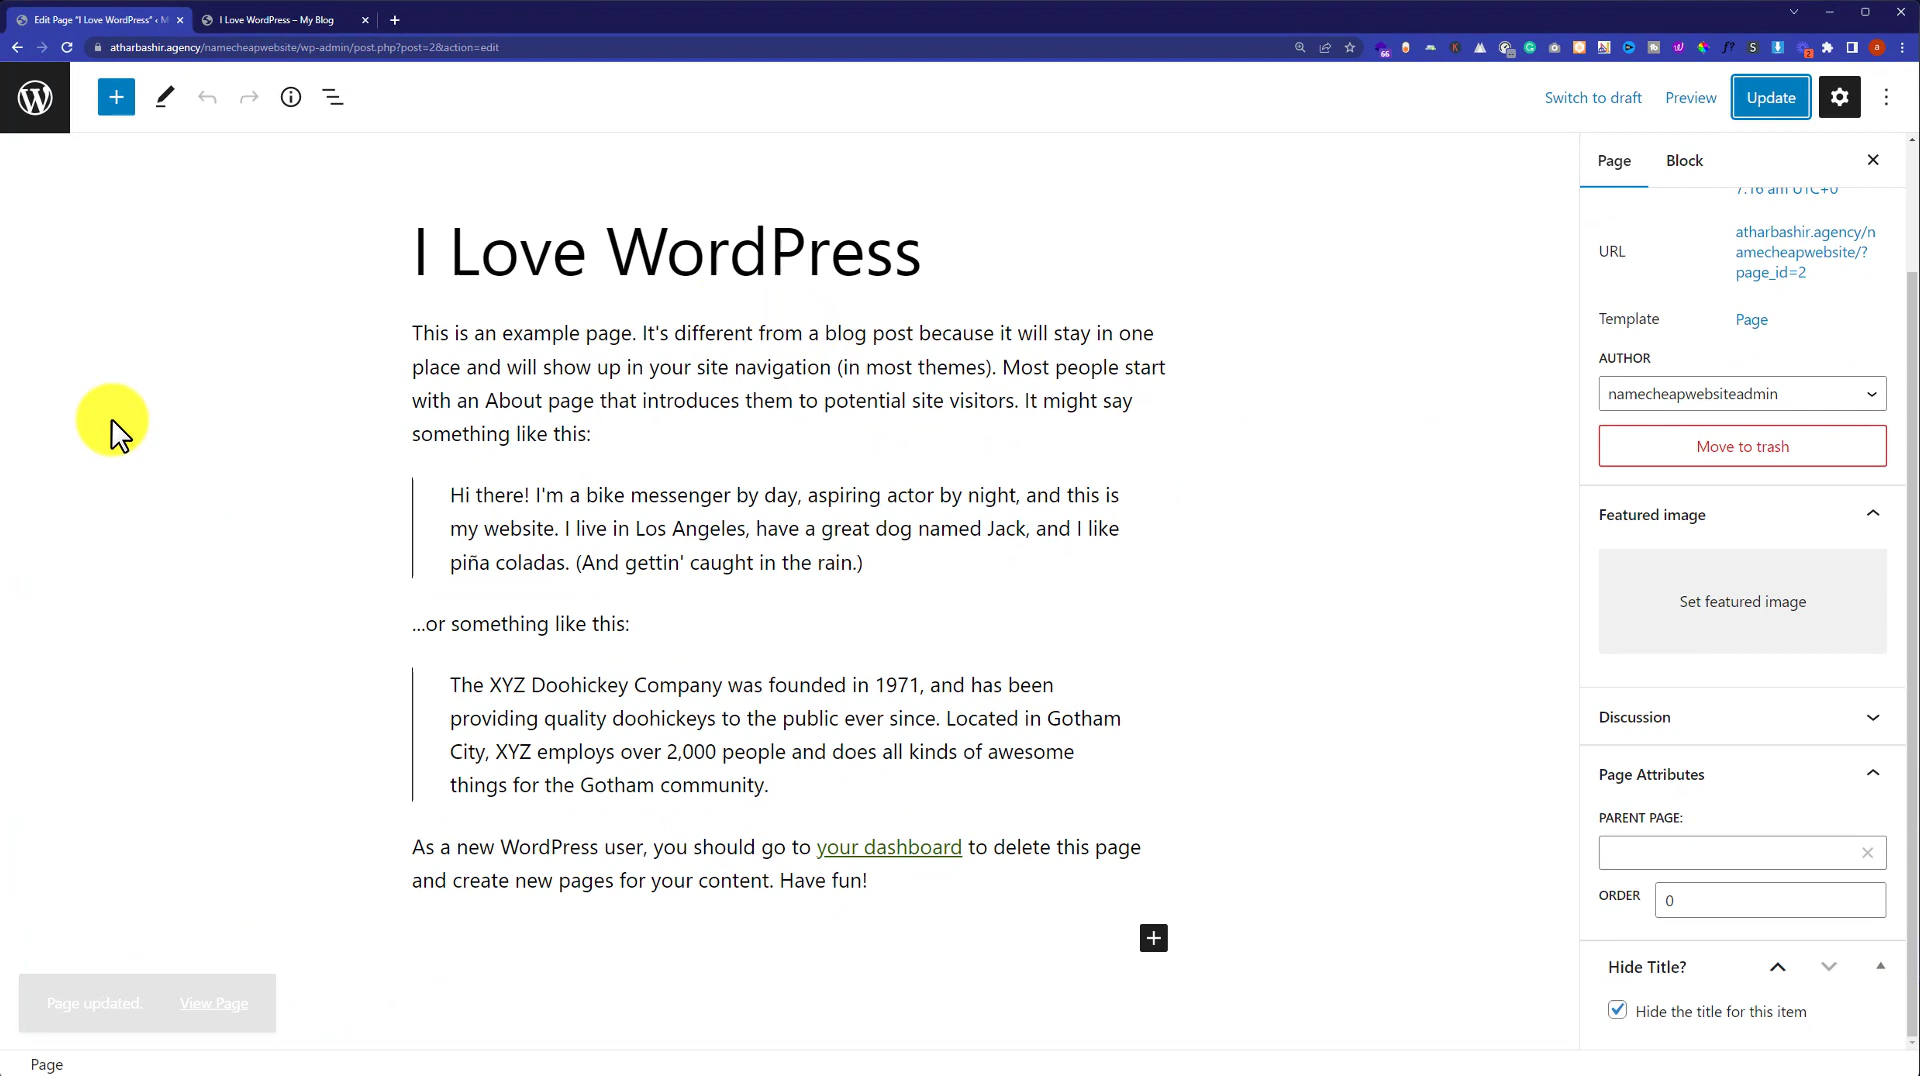 Edit Page “I Love WordPress” ‹ M
I Love WordPress – My Blog
atharbashir.agency/namecheapwebsite/wp-admin/post.php?post=2&action=edit
Switch to draft
Preview
Update
Page
Block
7:16 am UTC+0
URL
atharbashir.agency/n
amecheapwebsite/?
page_id=2
Template
Page
AUTHOR
namecheapwebsiteadmin
Move to trash
Featured image
Set featured image
Discussion
Page Attributes
PARENT PAGE:
ORDER
0
Hide Title?
Hide the title for this item
I Love WordPress
This is an example page. It's different from a blog post because it will stay in one
place and will show up in your site navigation (in most themes). Most people start
with an About page that introduces them to potential site visitors. It might say
something like this:
Hi there! I'm a bike messenger by day, aspiring actor by night, and this is
my website. I live in Los Angeles, have a great dog named Jack, and I like
piña coladas. (And gettin' caught in the rain.)
...or something like this:
The XYZ Doohickey Company was founded in 1971, and has been
providing quality doohickeys to the public ever since. Located in Gotham
City, XYZ employs over 2,000 people and does all kinds of awesome
things for the Gotham community.
As a new WordPress user, you should go to your dashboard to delete this page
and create new pages for your content. Have fun!
Page updated.
View Page
Page